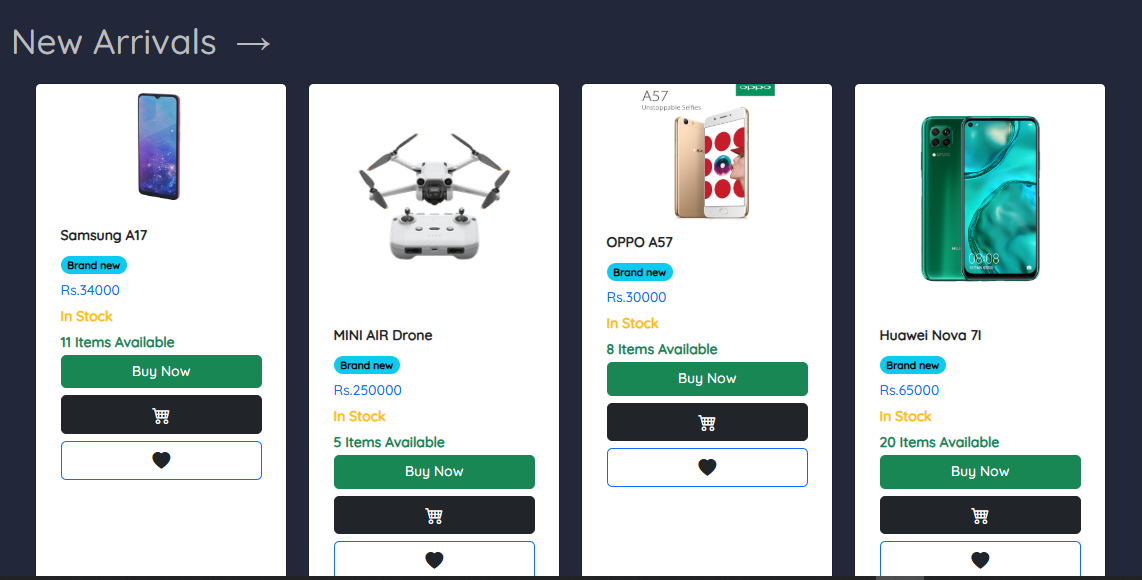 New Arrivals →
Samsung A17
Brand new
Rs.34000
In Stock
11 Items Available
Buy Now
MINI AIR Drone
Brand new
Rs.250000
In Stock
5 Items Available
Buy Now
oppo
A57
Unstoppable Selfies
OPPO A57
Brand new
Rs.30000
In Stock
8 Items Available
Buy Now
08:08
Huawei Nova 7I
Brand new
Rs.65000
In Stock
20 Items Available
Buy Now